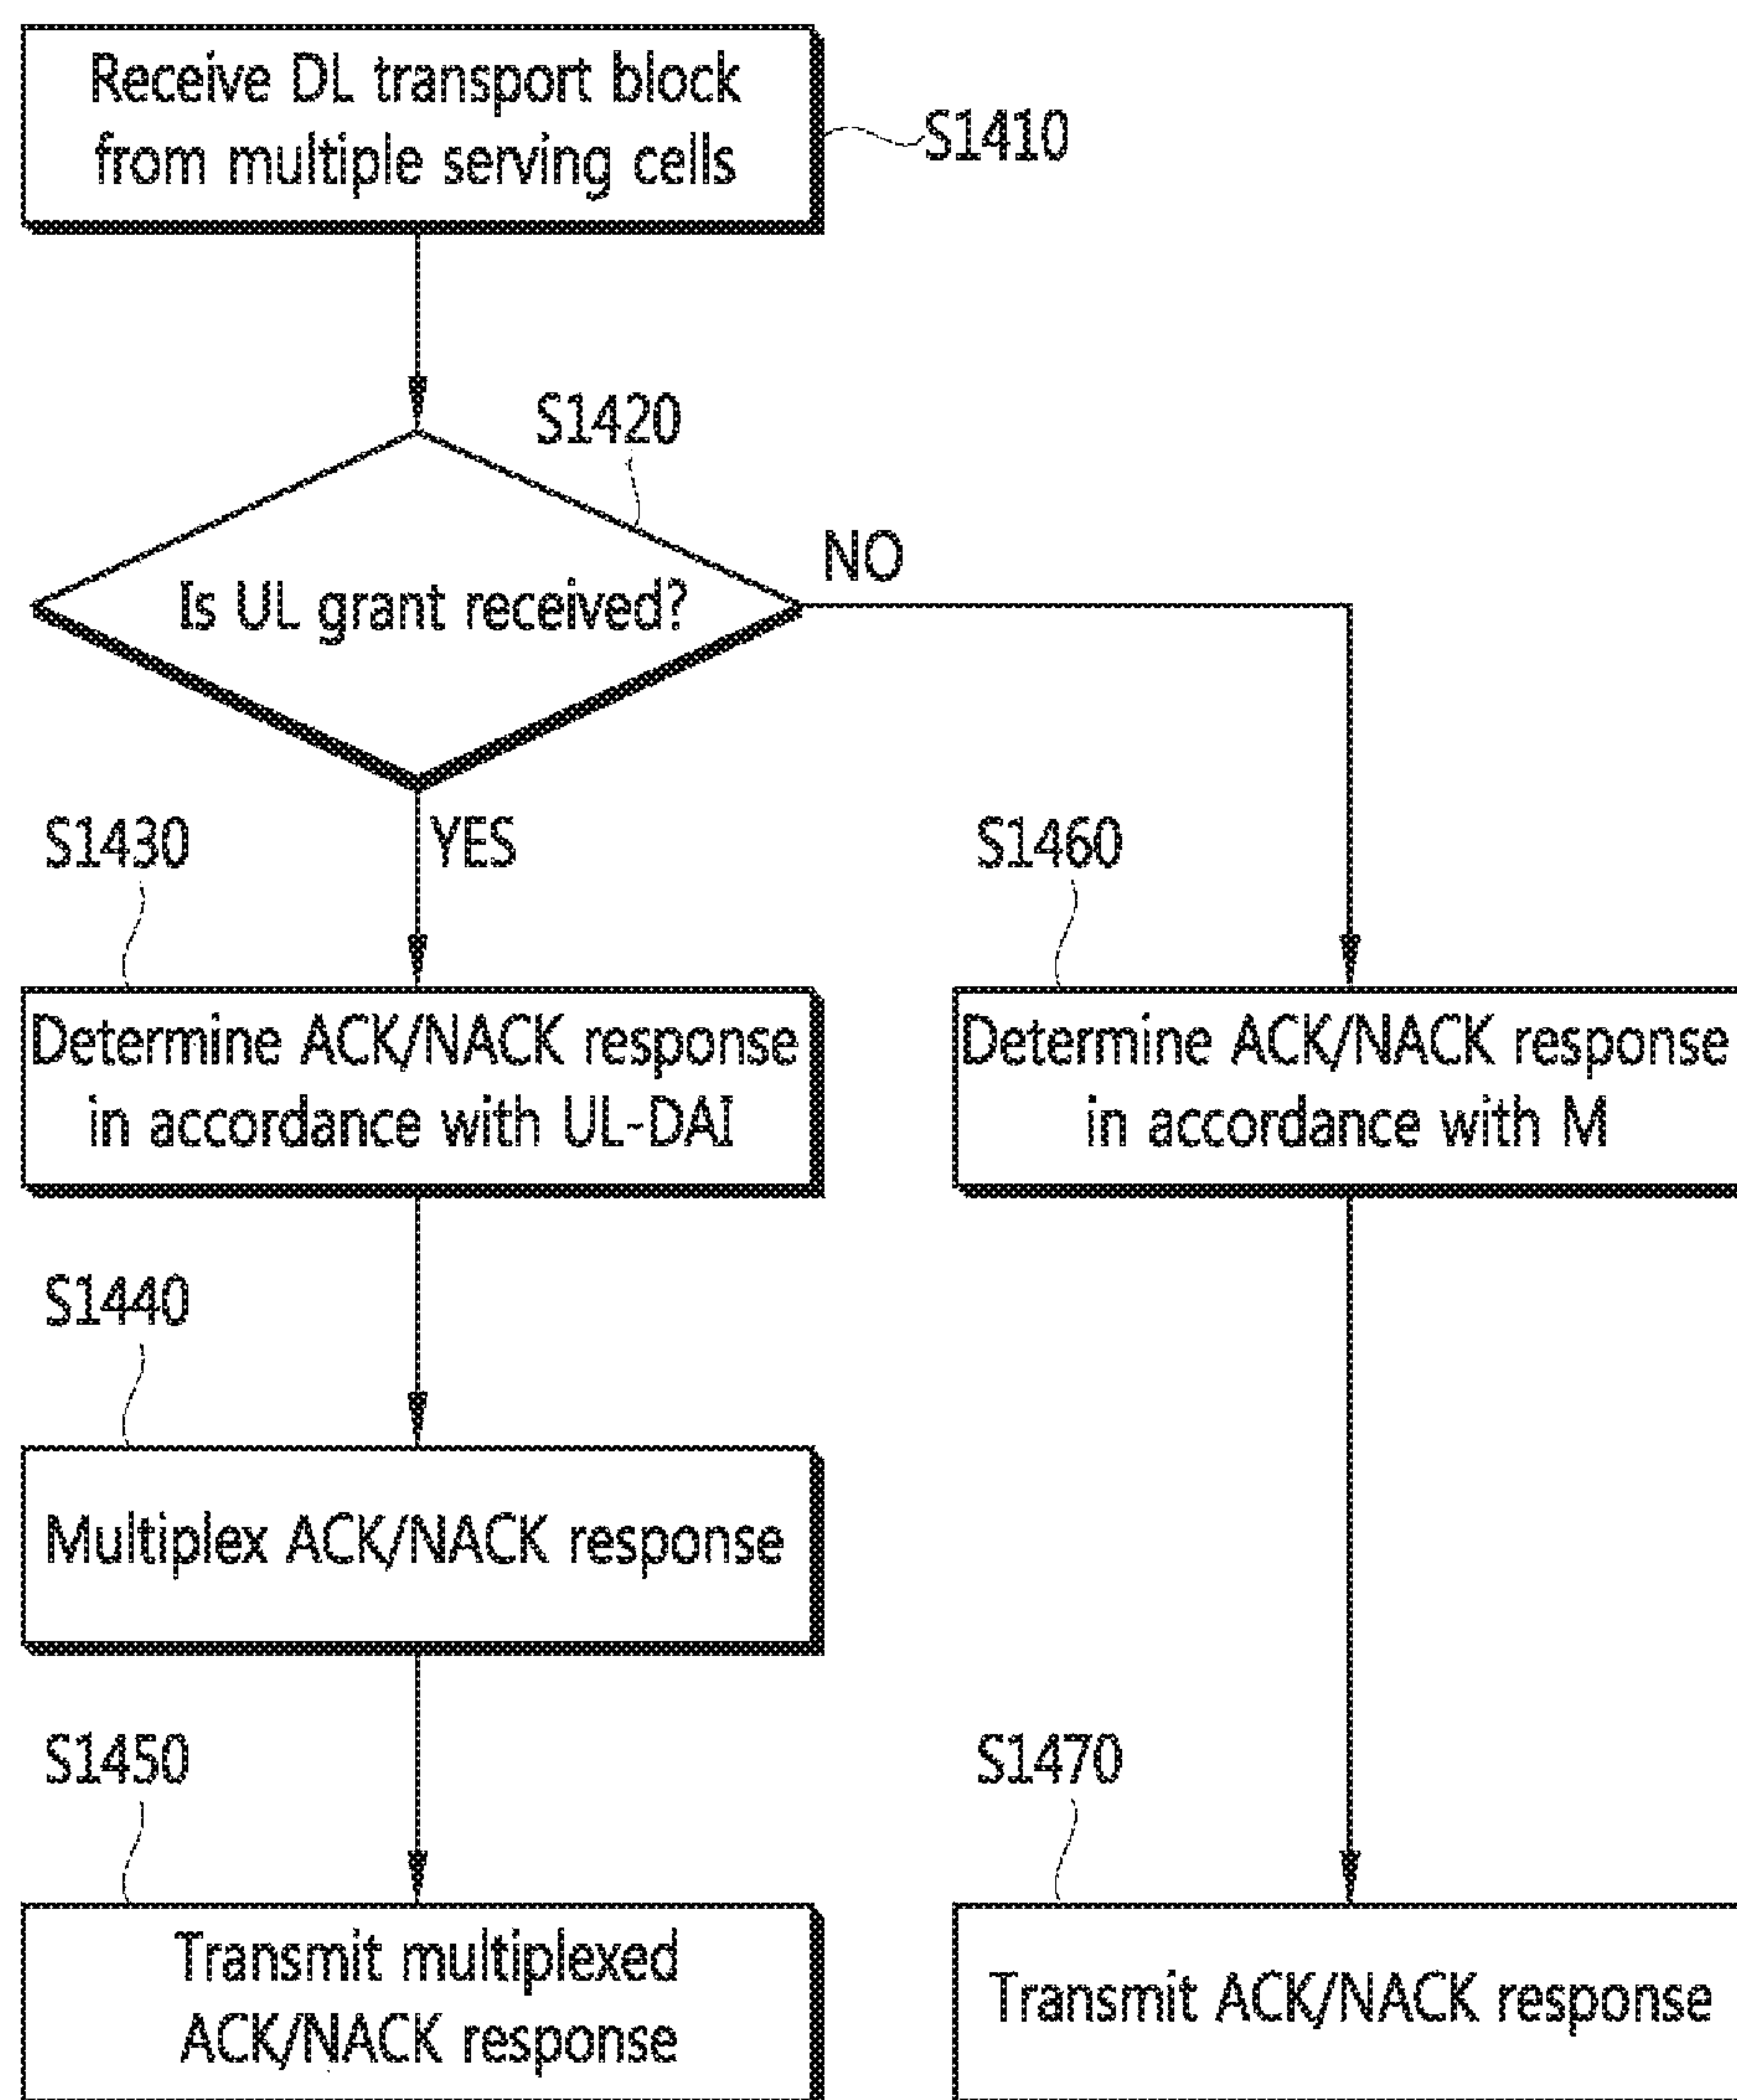 Receive DL transport block
from multiple serving cells
S1410
S1420
Is UL grant received?
NO
YES
S1430
Determine ACK/NACK response
in accordance with UL-DAI
S1460
Determine ACK/NACK response
in accordance with M
S1440
Multiplex ACK/NACK response
S1450
Transmit multiplexed
ACK/NACK response
S1470
Transmit ACK/NACK response